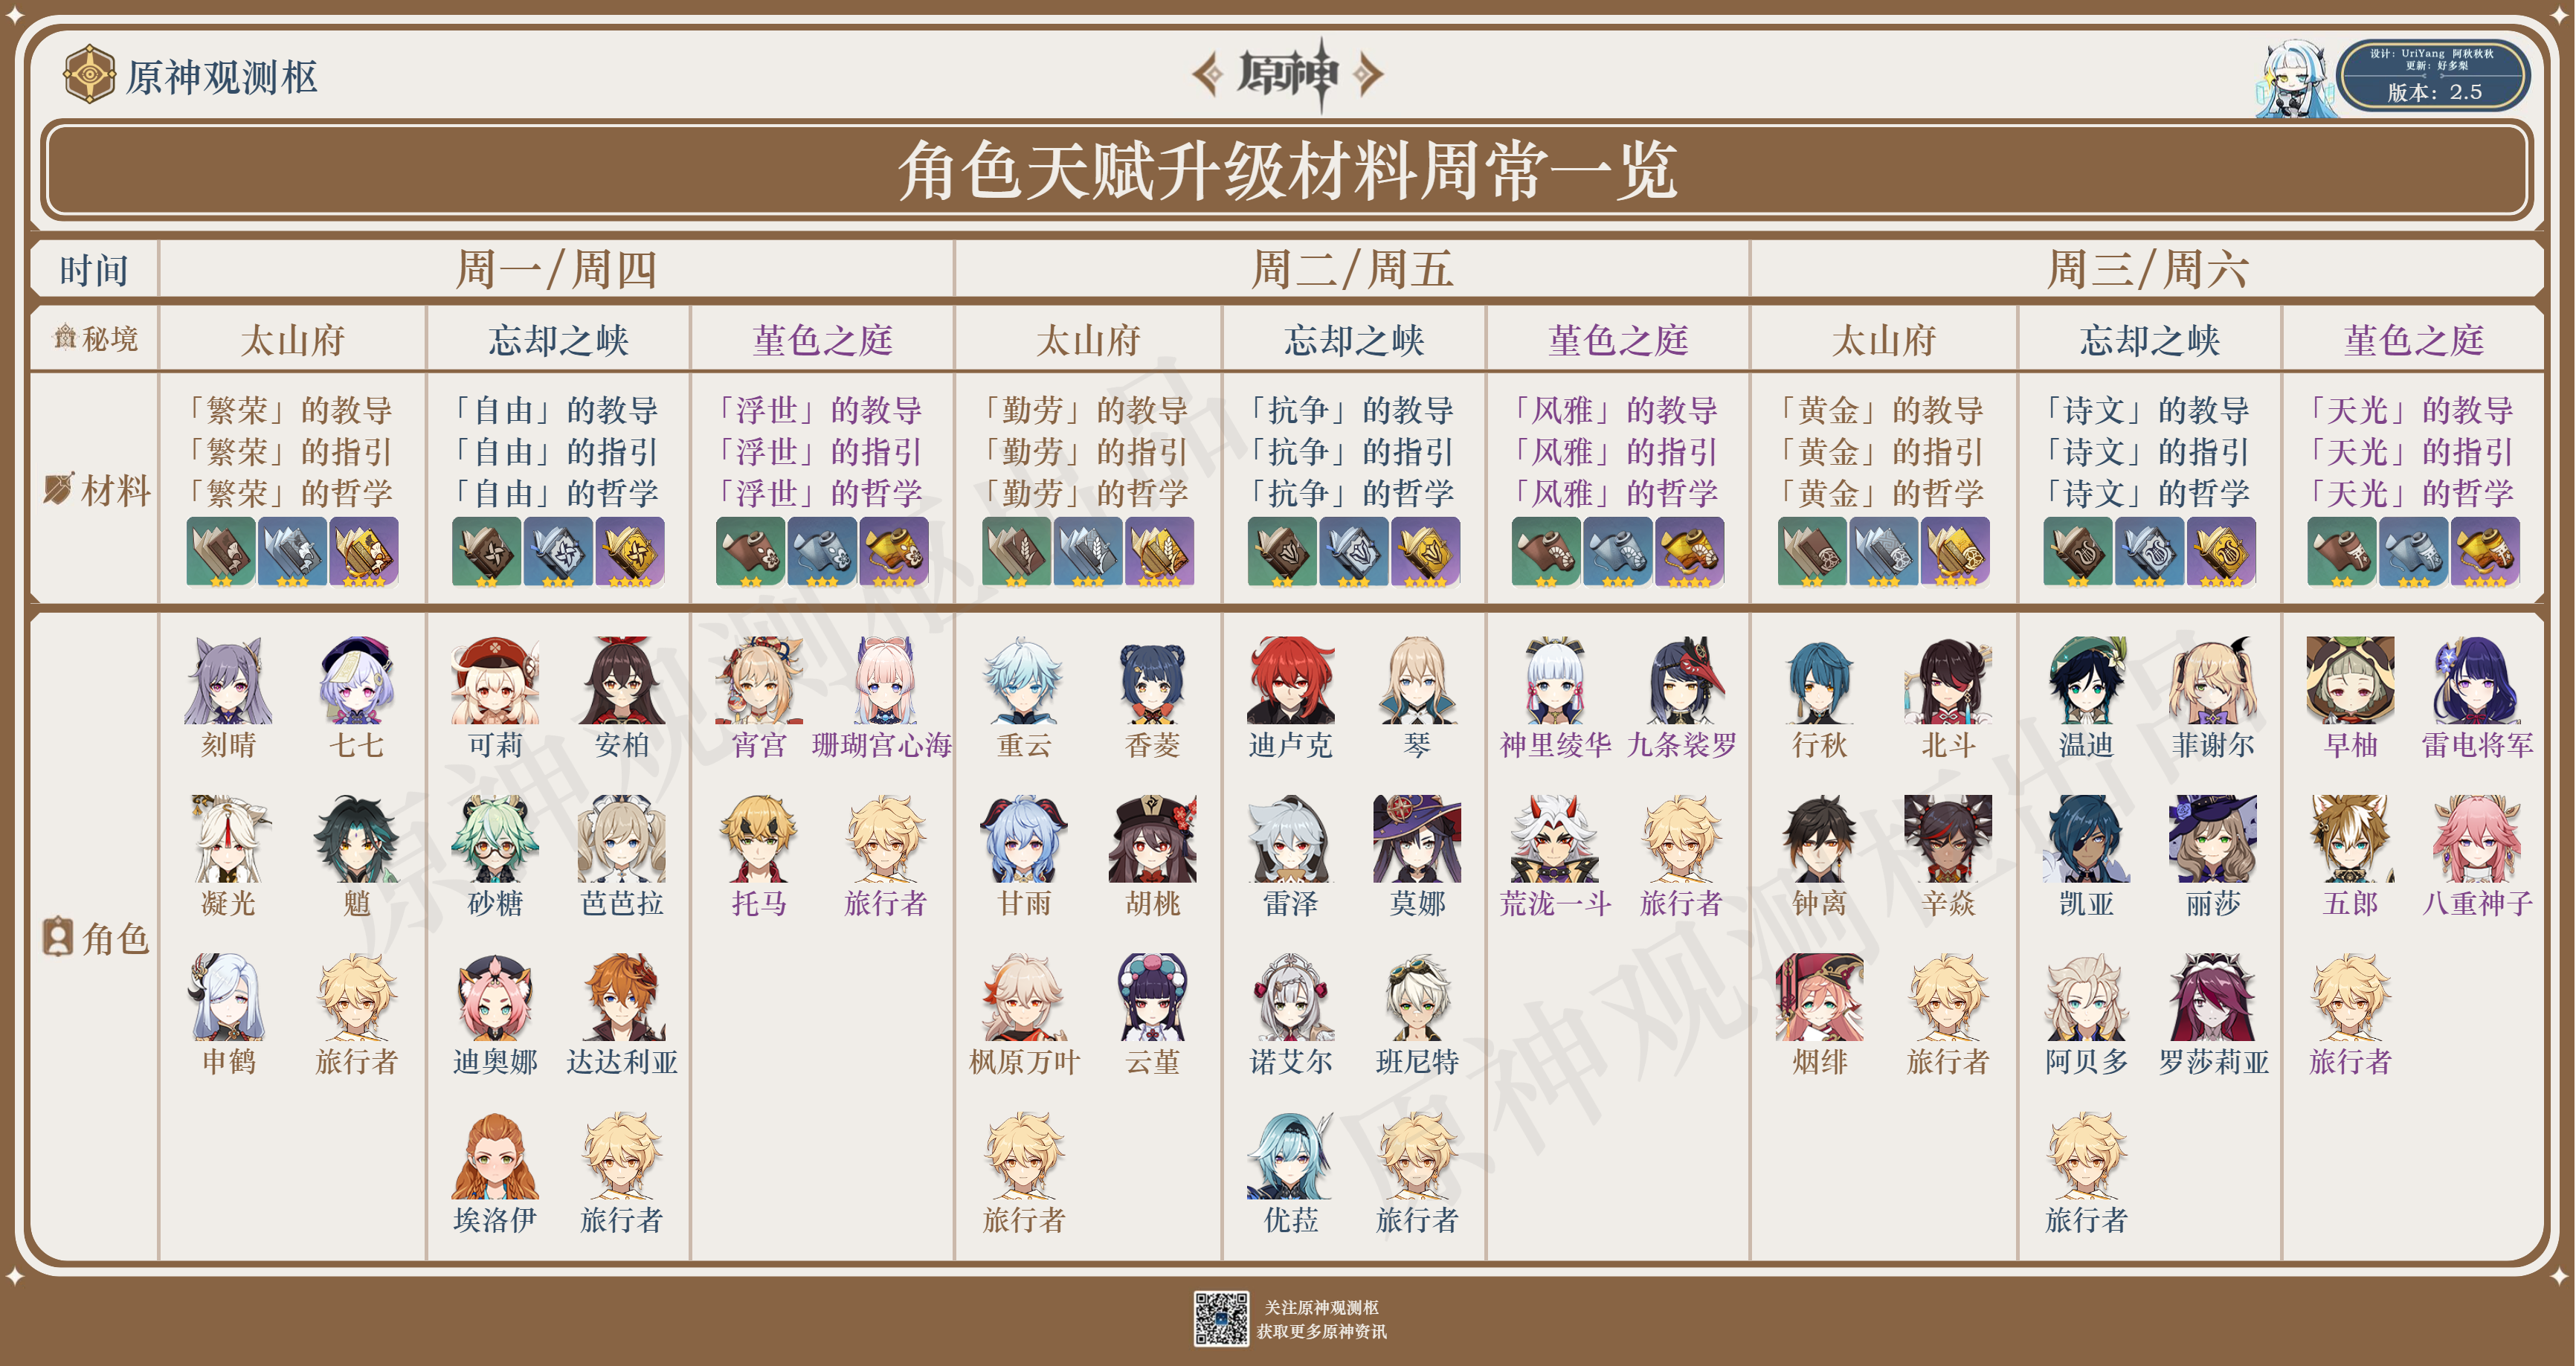 原神观测枢
原神
设计：UriYang 阿秋秋秋
更新：好多梨
版本：2.5
角色天赋升级材料周常一览
时间
周一/周四
周二/周五
周三/周六
秘境
太山府
忘却之峡
堇色之庭
太山府
忘却之峡
堇色之庭
太山府
忘却之峡
堇色之庭
材料
「繁荣」的教导
「繁荣」的指引
「繁荣」的哲学
「自由」的教导
「自由」的指引
「自由」的哲学
「浮世」的教导
「浮世」的指引
「浮世」的哲学
「勤劳」的教导
「勤劳」的指引
「勤劳」的哲学
「抗争」的教导
「抗争」的指引
「抗争」的哲学
「风雅」的教导
「风雅」的指引
「风雅」的哲学
「黄金」的教导
「黄金」的指引
「黄金」的哲学
「诗文」的教导
「诗文」的指引
「诗文」的哲学
「天光」的教导
「天光」的指引
「天光」的哲学
角色
刻晴 七七
凝光 魈
申鹤 旅行者
可莉 安柏
砂糖 芭芭拉
迪奥娜 达达利亚
埃洛伊 旅行者
宵宫 珊瑚宫心海
托马 旅行者
重云 香菱
甘雨 胡桃
枫原万叶 云堇
旅行者
迪卢克 琴
雷泽 莫娜
诺艾尔 班尼特
优菈 旅行者
神里绫华 九条裟罗
荒泷一斗 旅行者
行秋 北斗
钟离 辛焱
烟绯 旅行者
温迪 菲谢尔
凯亚 丽莎
阿贝多 罗莎莉亚
旅行者
早柚 雷电将军
五郎 八重神子
旅行者
原神观测枢出品
原神观测枢出品
关注原神观测枢
获取更多原神资讯